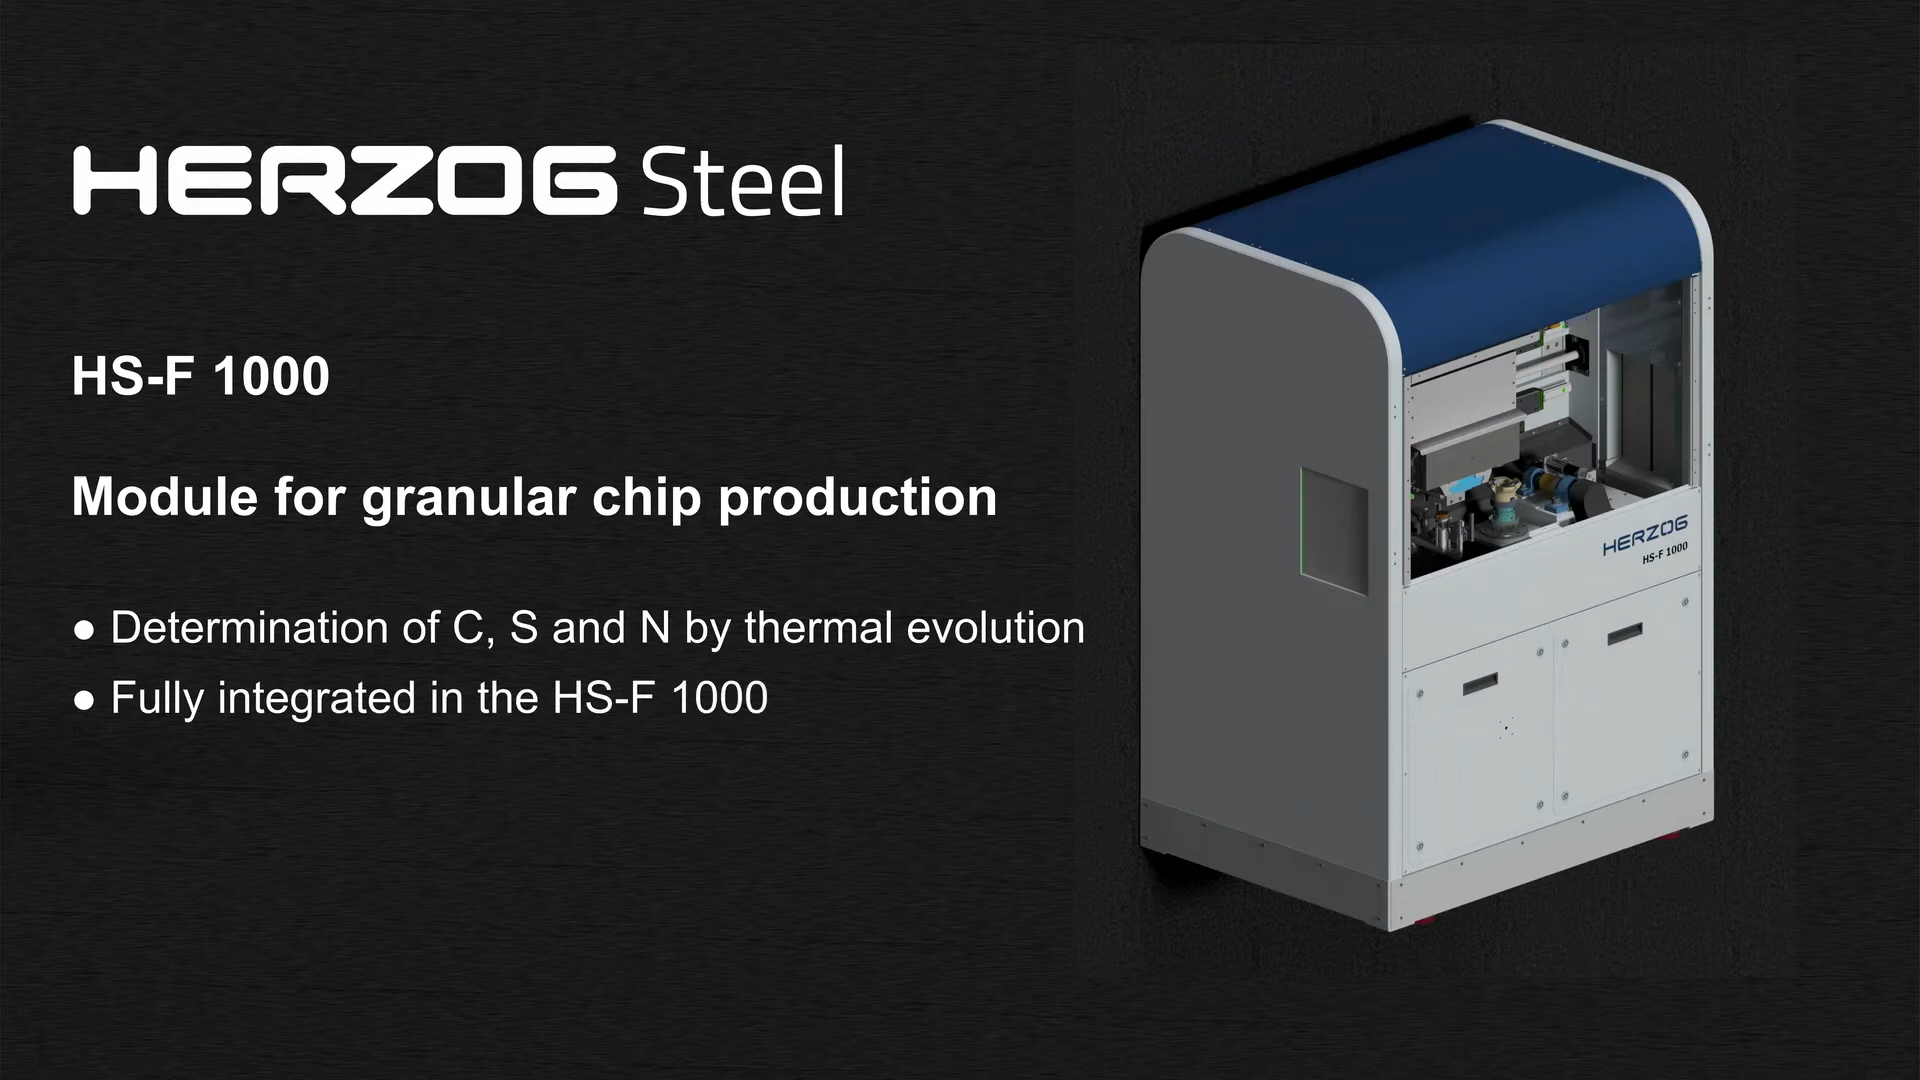 HERZOG Steel
HS-F 1000
Module for granular chip production
● Determination of C, S and N by thermal evolution
● Fully integrated in the HS-F 1000
HERZOG
HS-F 1000